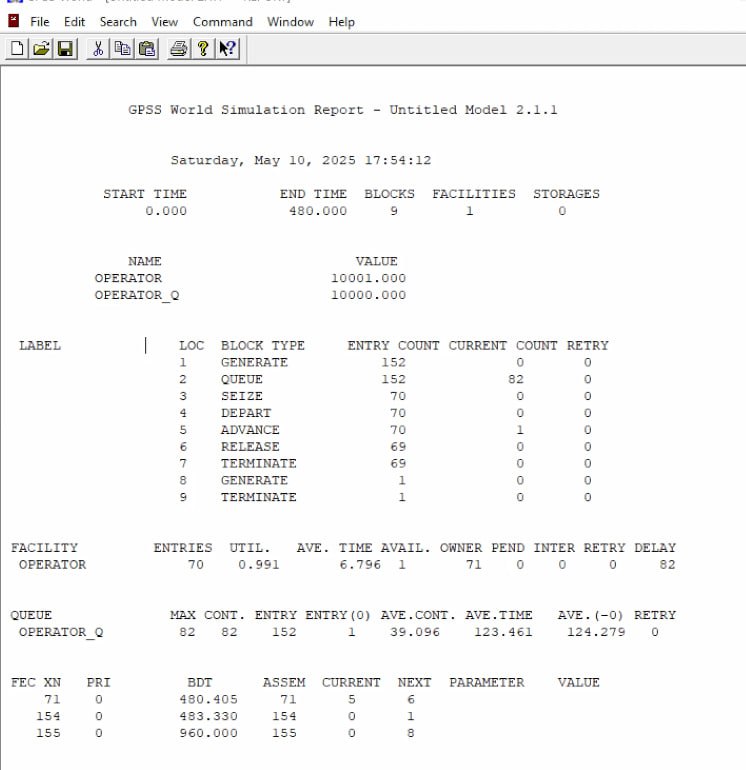 File Edit Search View Command Window Help
GPSS World Simulation Report - Untitled Model 2.1.1
Saturday, May 10, 2025 17:54:12
START TIME END TIME BLOCKS FACILITIES STORAGES
0.000 480.000 9 1 0
NAME VALUE
OPERATOR 10001.000
OPERATOR_Q 10000.000
LABEL LOC BLOCK TYPE ENTRY COUNT CURRENT COUNT RETRY
1 GENERATE 152 0 0
2 QUEUE 152 82 0
3 SEIZE 70 0 0
4 DEPART 70 0 0
5 ADVANCE 70 1 0
6 RELEASE 69 0 0
7 TERMINATE 69 0 0
8 GENERATE 1 0 0
9 TERMINATE 1 0 0
FACILITY ENTRIES UTIL. AVE. TIME AVAIL. OWNER PEND INTER RETRY DELAY
OPERATOR 70 0.991 6.796 1 71 0 0 0 82
QUEUE MAX CONT. ENTRY ENTRY(0) AVE.CONT. AVE.TIME AVE.(-0) RETRY
OPERATOR_Q 82 82 152 1 39.096 123.461 124.279 0
FEC XN PRI BDT ASSEM CURRENT NEXT PARAMETER VALUE
71 0 480.405 71 5 6
154 0 483.330 154 0 1
155 0 960.000 155 0 8